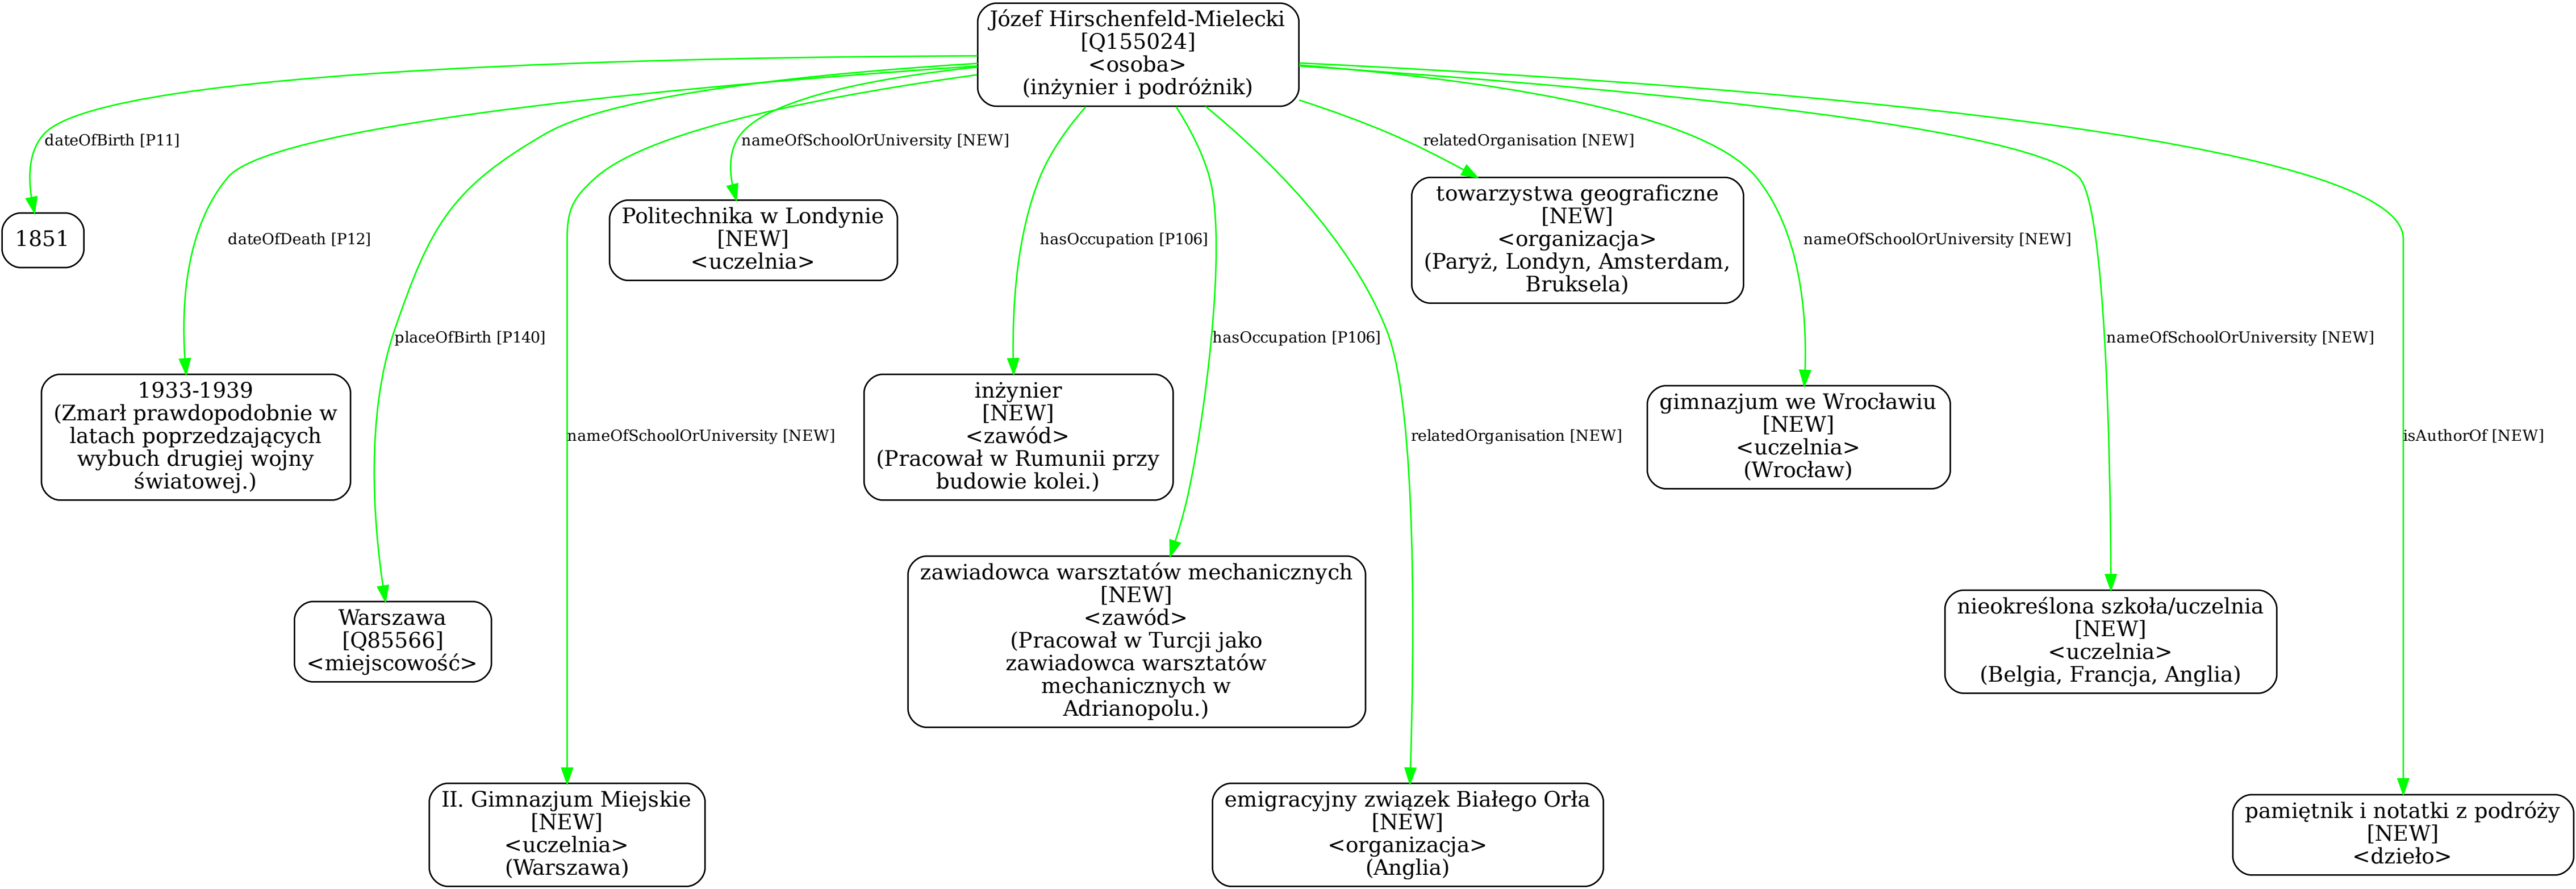 Józef Hirschenfeld-Mielecki
[Q155024]
<osoba>
(inżynier i podróżnik)
dateOfBirth [P11]
nameOfSchoolOrUniversity [NEW]
relatedOrganisation [NEW]
1851
dateOfDeath [P12]
Politechnika w Londynie
[NEW]
<uczelnia>
hasOccupation [P106]
towarzystwa geograficzne
[NEW]
<organizacja>
(Paryż, Londyn, Amsterdam,
Bruksela)
nameOfSchoolOrUniversity [NEW]
placeOfBirth [P140]
hasOccupation [P106]
nameOfSchoolOrUniversity [NEW]
1933-1939
(Zmarł prawdopodobnie w
latach poprzedzających
wybuch drugiej wojny
światowej.)
nameOfSchoolOrUniversity [NEW]
inżynier
[NEW]
<zawód>
(Pracował w Rumunii przy
budowie kolei.)
relatedOrganisation [NEW]
gimnazjum we Wrocławiu
[NEW]
<uczelnia>
(Wrocław)
isAuthorOf [NEW]
Warszawa
[Q85566]
<miejscowość>
zawiadowca warsztatów mechanicznych
[NEW]
<zawód>
(Pracował w Turcji jako
zawiadowca warsztatów
mechanicznych w
Adrianopolu.)
nieokreślona szkoła/uczelnia
[NEW]
<uczelnia>
(Belgia, Francja, Anglia)
II. Gimnazjum Miejskie
[NEW]
<uczelnia>
(Warszawa)
emigracyjny związek Białego Orła
[NEW]
<organizacja>
(Anglia)
pamiętnik i notatki z podróży
[NEW]
<dzieło>